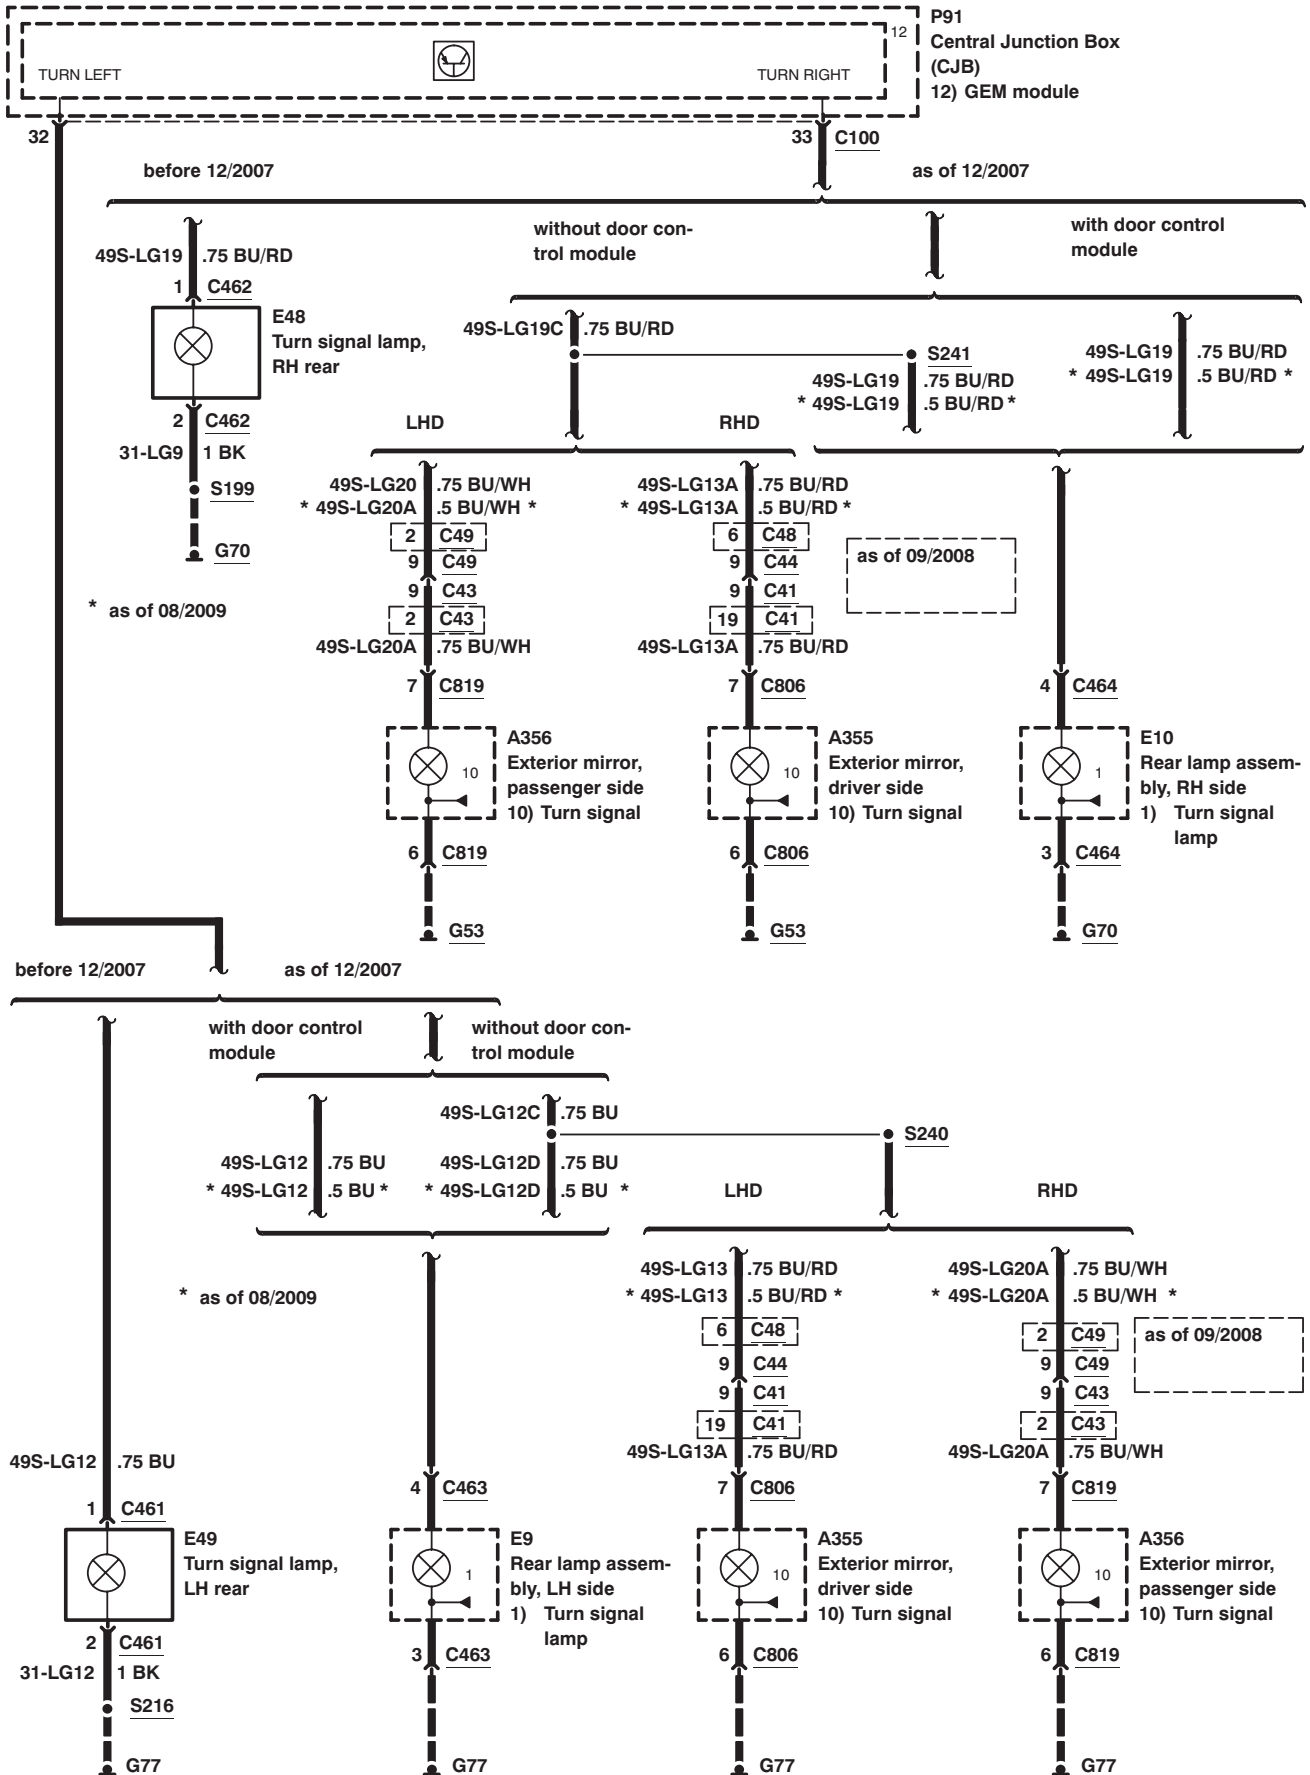 P91
Central Junction Box
(CJB)
12) GEM module
12
TURN LEFT
TURN RIGHT
32
33 C100
before 12/2007
as of 12/2007
without door con-
trol module
with door control
module
49S-LG19 .75 BU/RD
1 C462
E48
Turn signal lamp,
RH rear
2 C462
31-LG9 1 BK
S199
G70
* as of 08/2009
49S-LG19C .75 BU/RD
S241
49S-LG19 .75 BU/RD
* 49S-LG19 .5 BU/RD *
49S-LG19 .75 BU/RD
* 49S-LG19 .5 BU/RD *
LHD
RHD
49S-LG20 .75 BU/WH
* 49S-LG20A .5 BU/WH *
2 C49
9 C49
9 C43
2 C43
49S-LG20A .75 BU/WH
7 C819
A356
Exterior mirror,
passenger side
10) Turn signal
10
6 C819
G53
49S-LG13A .75 BU/RD
* 49S-LG13A .5 BU/RD *
6 C48
9 C44
9 C41
19 C41
49S-LG13A .75 BU/RD
7 C806
A355
Exterior mirror,
driver side
10) Turn signal
10
6 C806
G53
as of 09/2008
4 C464
E10
Rear lamp assem-
bly, RH side
1) Turn signal
lamp
1
3 C464
G70
before 12/2007
as of 12/2007
with door control
module
without door con-
trol module
49S-LG12C .75 BU
S240
49S-LG12 .75 BU
* 49S-LG12 .5 BU *
49S-LG12D .75 BU
* 49S-LG12D .5 BU *
LHD
RHD
* as of 08/2009
49S-LG12 .75 BU
1 C461
E49
Turn signal lamp,
LH rear
2 C461
31-LG12 1 BK
S216
G77
4 C463
E9
Rear lamp assem-
bly, LH side
1) Turn signal
lamp
1
3 C463
G77
49S-LG13 .75 BU/RD
* 49S-LG13 .5 BU/RD *
6 C48
9 C44
9 C41
19 C41
49S-LG13A .75 BU/RD
7 C806
A355
Exterior mirror,
driver side
10) Turn signal
10
6 C806
G77
49S-LG20A .75 BU/WH
* 49S-LG20A .5 BU/WH *
2 C49
9 C49
9 C43
2 C43
49S-LG20A .75 BU/WH
as of 09/2008
7 C819
A356
Exterior mirror,
passenger side
10) Turn signal
10
6 C819
G77